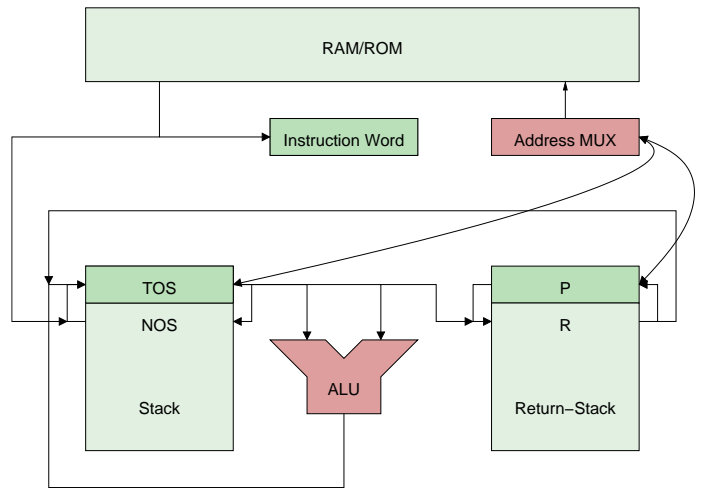 RAM/ROM
Instruction Word
Address MUX
TOS
P
NOS
R
ALU
Stack
Return−Stack